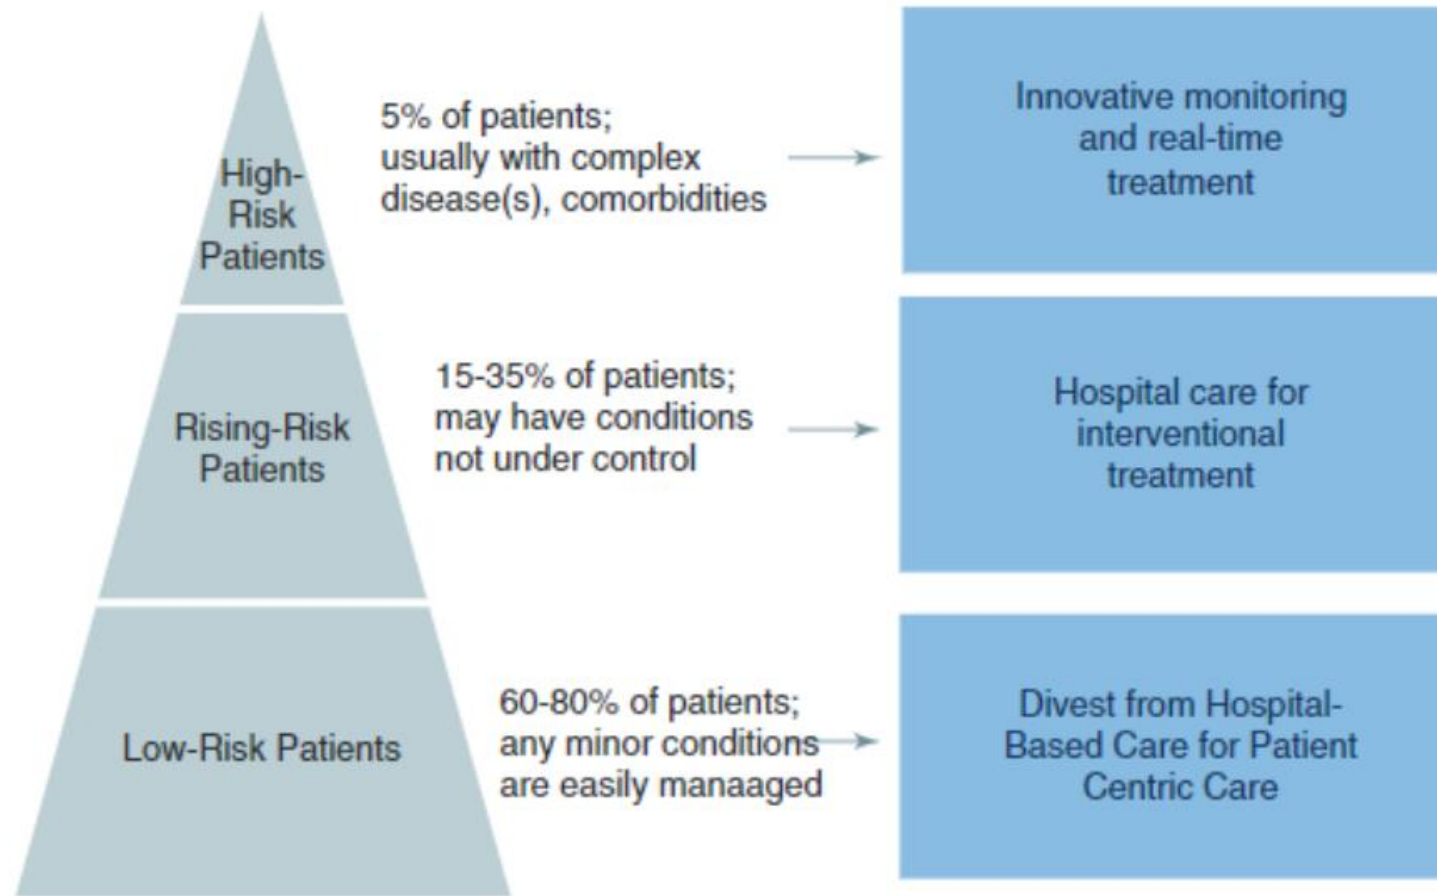 High-
Risk
Patients
5% of patients;
usually with complex
disease(s), comorbidities
Innovative monitoring
and real-time
treatment
Rising-Risk
Patients
15-35% of patients;
may have conditions
not under control
Hospital care for
interventional
treatment
Low-Risk Patients
60-80% of patients;
any minor conditions
are easily manaaged
Divest from Hospital-
Based Care for Patient
Centric Care